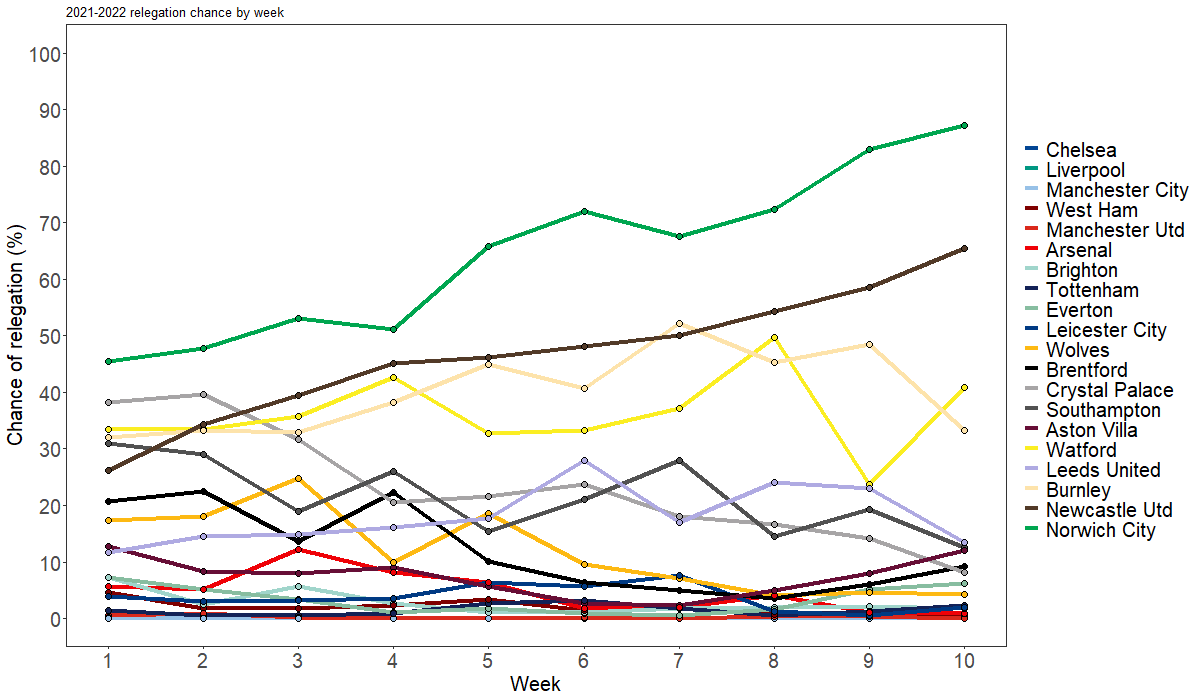 2021-2022 relegation chance by week
Chance of relegation (%)
100
90
80
70
60
50
40
30
20
10
0
1 2 3 4 5 6 7 8 9 10
Week
Chelsea
Liverpool
Manchester City
West Ham
Manchester Utd
Arsenal
Brighton
Tottenham
Everton
Leicester City
Wolves
Brentford
Crystal Palace
Southampton
Aston Villa
Watford
Leeds United
Burnley
Newcastle Utd
Norwich City